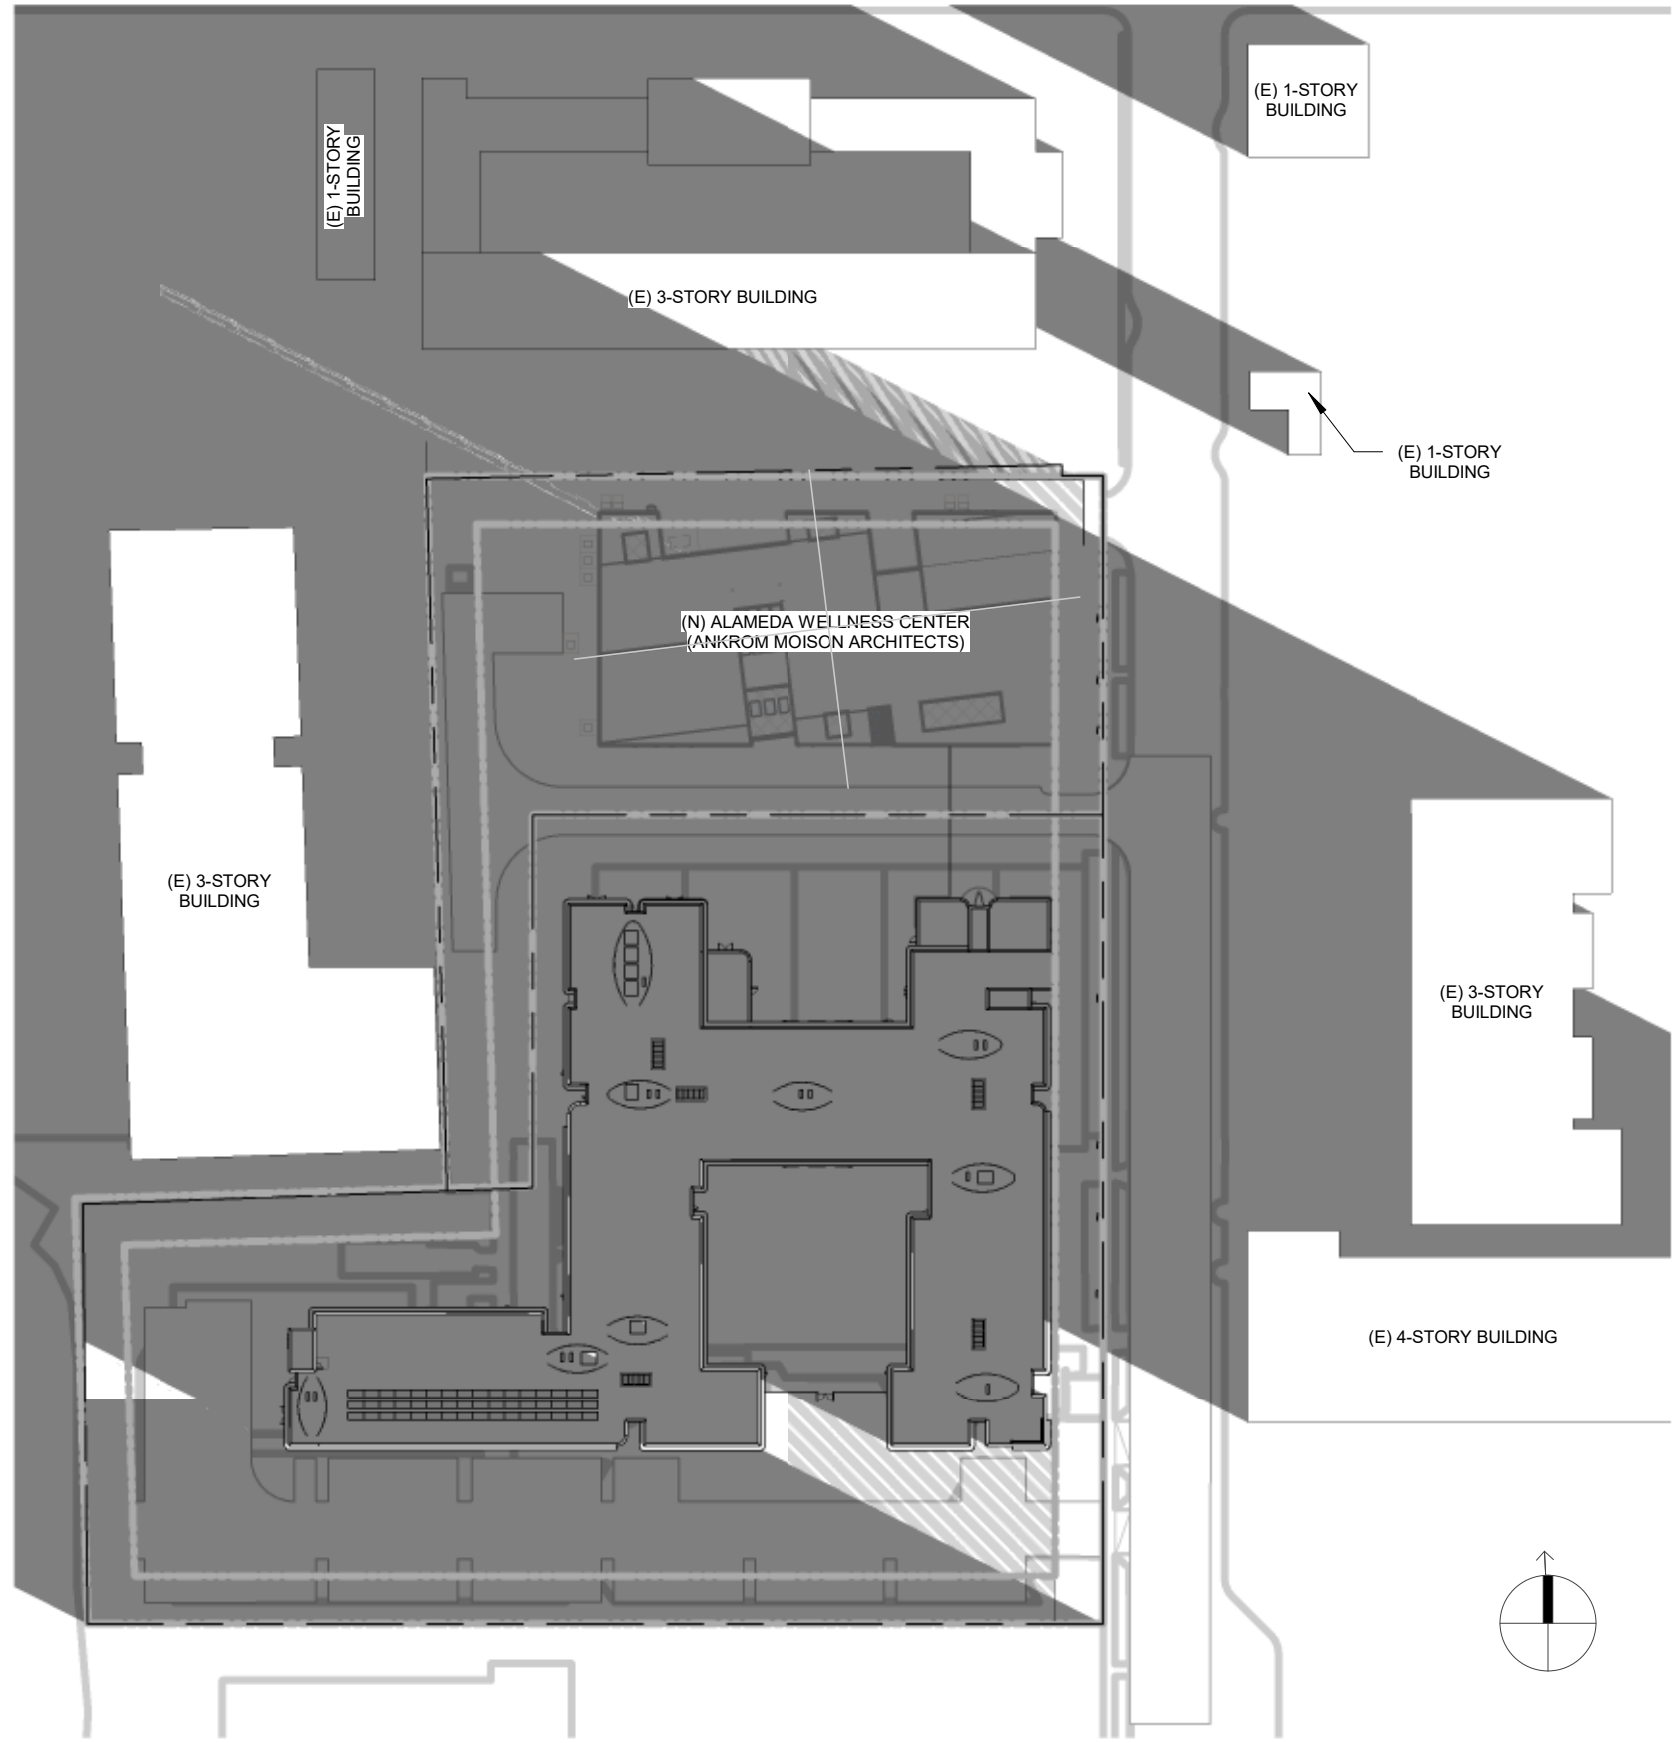 (E) 1-STORY
BUILDING
(E) 1-STORY
BUILDING
(E) 3-STORY BUILDING
(E) 1-STORY
BUILDING
(N) ALAMEDA WELLNESS CENTER
(ANKROM MOISON ARCHITECTS)
(E) 3-STORY
BUILDING
(E) 3-STORY
BUILDING
(E) 4-STORY BUILDING